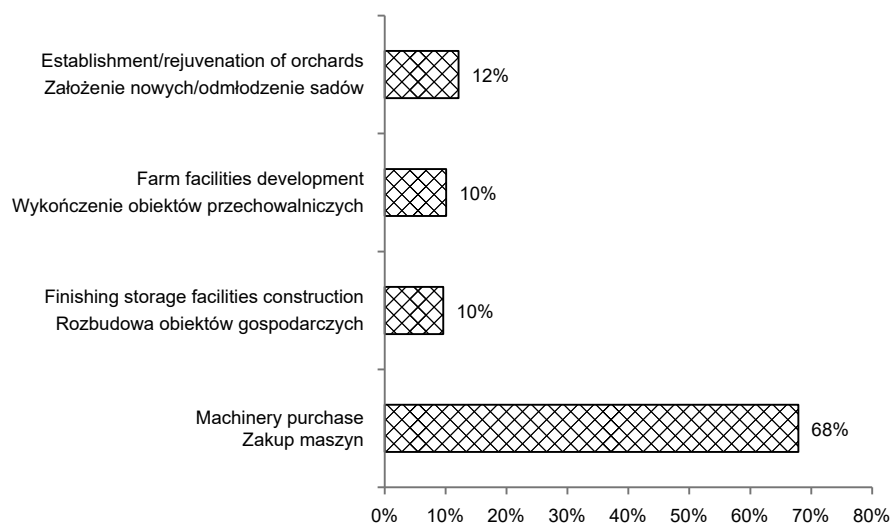 Establishment/rejuvenation of orchards
Założenie nowych/odmłodzenie sadów
12%
Farm facilities development
Wykończenie obiektów przechowalniczych
10%
Finishing storage facilities construction
Rozbudowa obiektów gospodarczych
10%
Machinery purchase
Zakup maszyn
68%
0% 10% 20% 30% 40% 50% 60% 70% 80%